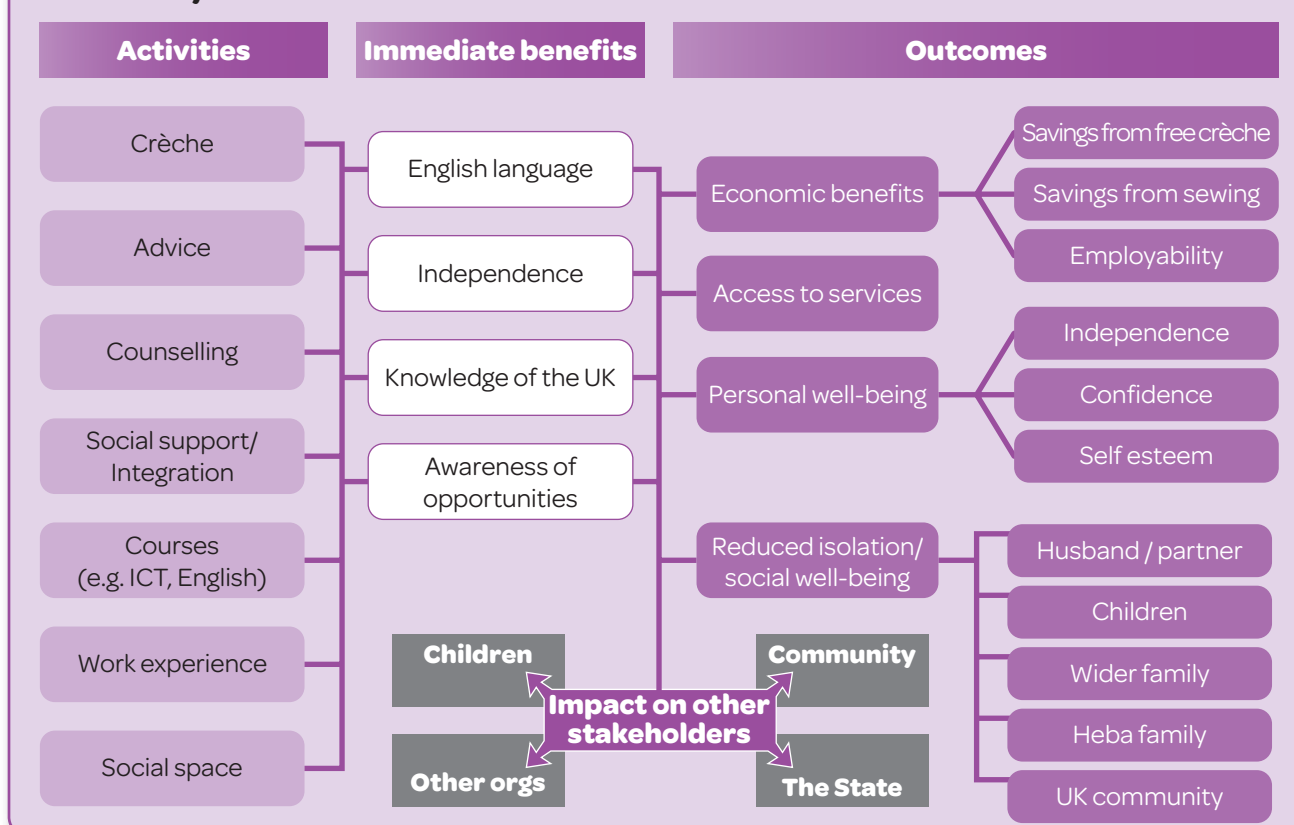 Activities
Immediate benefits
Outcomes
Crèche
Advice
Counselling
Social support/
Integration
Courses
(e.g. ICT, English)
Work experience
Social space
English language
Independence
Knowledge of the UK
Awareness of
opportunities
Economic benefits
Access to services
Personal well-being
Reduced isolation/
social well-being
Savings from free crèche
Savings from sewing
Employability
Independence
Confidence
Self esteem
Husband / partner
Children
Wider family
Heba family
UK community
Children
Community
Impact on other
stakeholders
Other orgs
The State